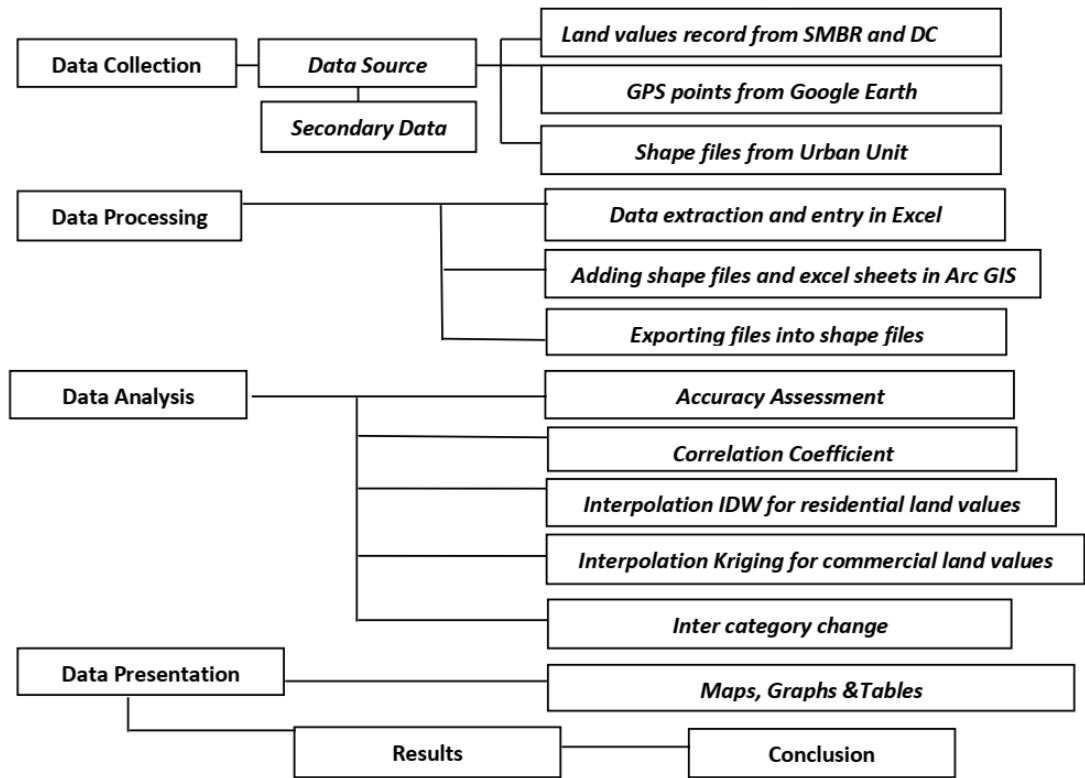 Land values record from SMBR and DC
Data Collection
Data Source
GPS points from Google Earth
Secondary Data
Shape files from Urban Unit
Data Processing
Data extraction and entry in Excel
Adding shape files and excel sheets in Arc GIS
Exporting files into shape files
Data Analysis
Accuracy Assessment
Correlation Coefficient
Interpolation IDW for residential land values
Interpolation Kriging for commercial land values
Inter category change
Data Presentation
Maps, Graphs &Tables
Results
Conclusion